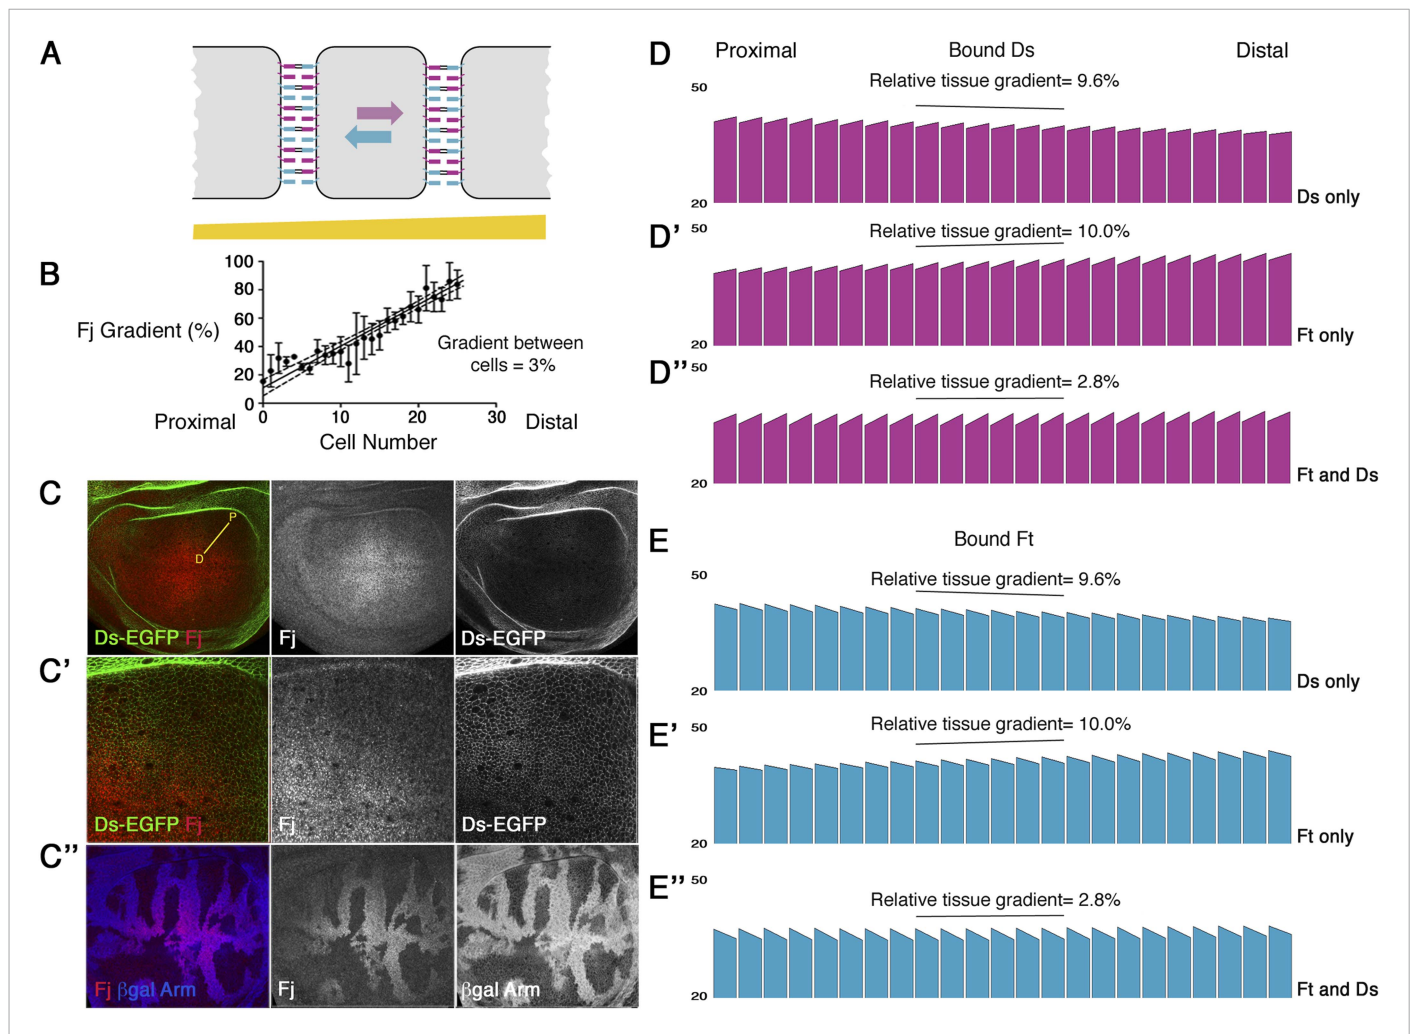 A
B
100
80
60
40
20
0
Fj Gradient (%)
Gradient between
cells = 3%
0
10
20
30
Proximal
Distal
Cell Number
C
P
D
Ds-EGFP Fj
Fj
Ds-EGFP
C'
Ds-EGFP Fj
Fj
Ds-EGFP
C''
Fj βgal Arm
Fj
βgal Arm
D
Proximal
Bound Ds
Distal
Relative tissue gradient= 9.6%
50
20
Ds only
D'
50
Relative tissue gradient= 10.0%
20
Ft only
D''
50
Relative tissue gradient= 2.8%
20
Ft and Ds
E
Bound Ft
50
Relative tissue gradient= 9.6%
20
Ds only
E'
50
Relative tissue gradient= 10.0%
20
Ft only
E''
50
Relative tissue gradient= 2.8%
20
Ft and Ds